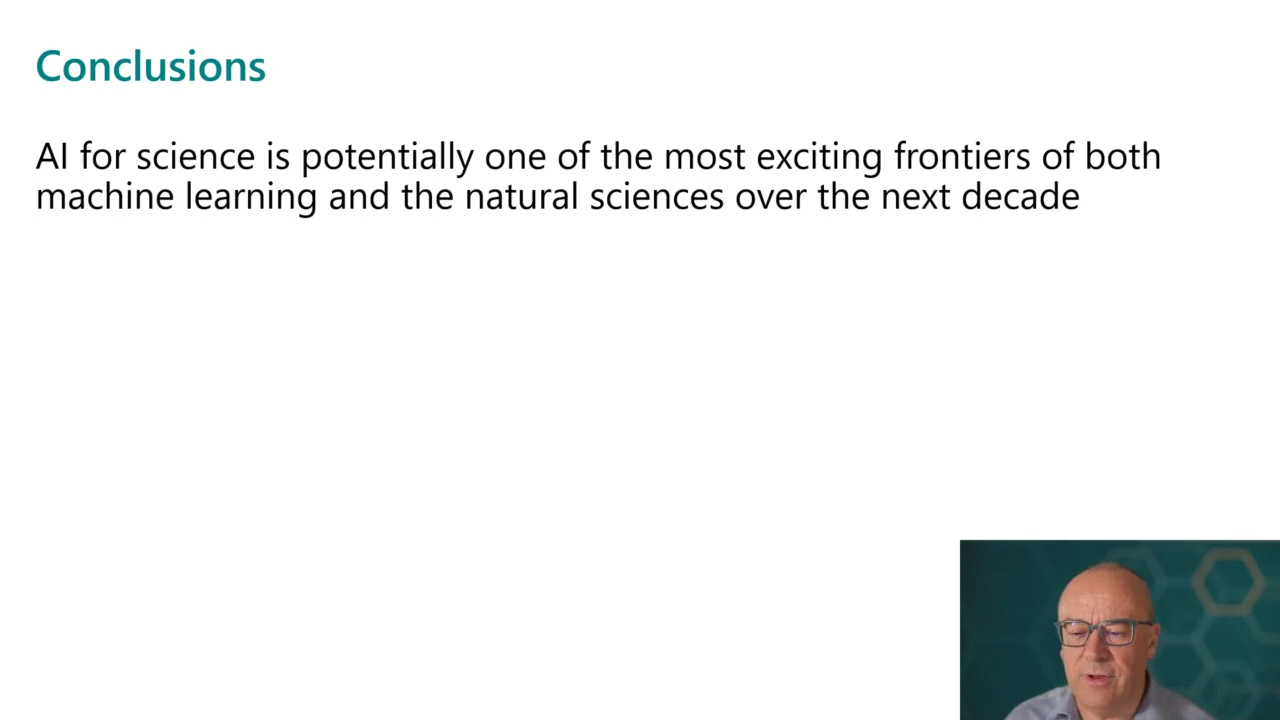 Conclusions
AI for science is potentially one of the most exciting frontiers of both
machine learning and the natural sciences over the next decade